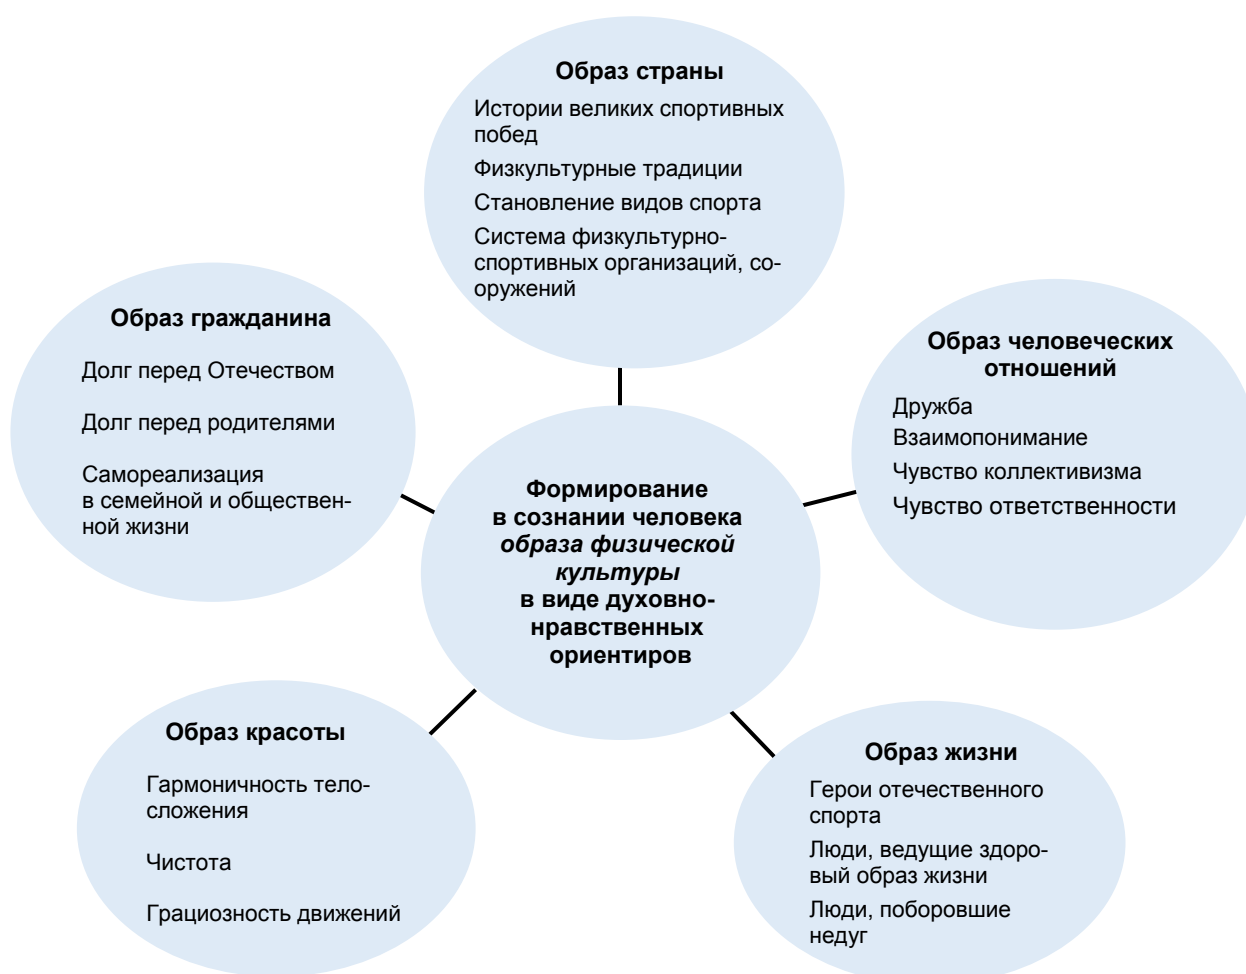 Образ страны
Истории великих спортивных
побед
Физкультурные традиции
Становление видов спорта
Система физкультурно-
спортивных организаций, со-
оружений
Образ гражданина
Долг перед Отечеством
Долг перед родителями
Самореализация
в семейной и обществен-
ной жизни
Образ человеческих
отношений
Дружба
Взаимопонимание
Чувство коллективизма
Чувство ответственности
Формирование
в сознании человека
образа физической
культуры
в виде духовно-
нравственных
ориентиров
Образ красоты
Гармоничность тело-
сложения
Чистота
Грациозность движений
Образ жизни
Герои отечественного
спорта
Люди, ведущие здоро-
вый образ жизни
Люди, поборовшие
недуг